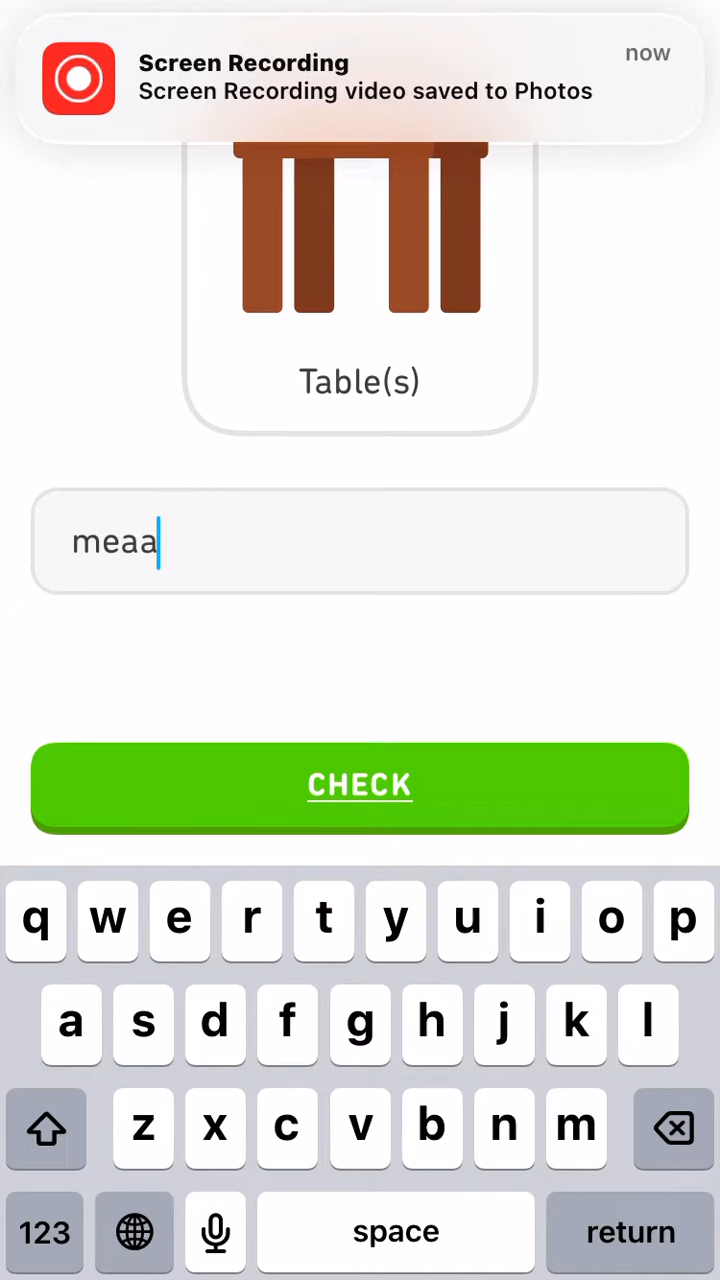 Screen Recording
now
Screen Recording video saved to Photos
Table(s)
meaa
CHECK
q w e r t y u i o p
a s d f g h j k l
z x c v b n m
123 space return